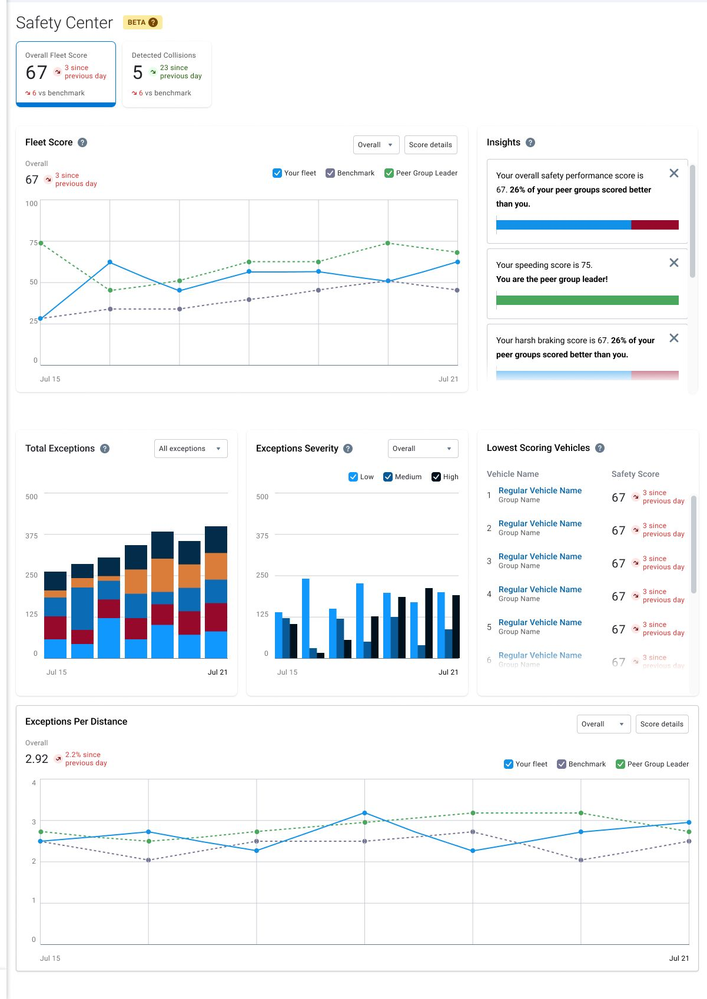 Safety Center BETA ?
Overall Fleet Score
67 3 since
previous day
6 vs benchmark
Detected Collisions
5 23 since
previous day
6 vs benchmark
Fleet Score ?
Overall
Score details
Overall
67 3 since
previous day
Your fleet Benchmark Peer Group Leader
100
75
50
25
0
Jul 15 Jul 21
Insights ?
Your overall safety performance score is
67. 26% of your peer groups scored better
than you.
Your speeding score is 75.
You are the peer group leader!
Your harsh braking score is 67. 26% of your
peer groups scored better than you.
Total Exceptions ?
All exceptions
500
375
250
125
0
Jul 15 Jul 21
Exceptions Severity ?
Overall
Low Medium High
500
375
250
125
0
Jul 15 Jul 21
Lowest Scoring Vehicles ?
Vehicle Name Safety Score
1 Regular Vehicle Name
Group Name
67 3 since
previous day
2 Regular Vehicle Name
Group Name
67 3 since
previous day
3 Regular Vehicle Name
Group Name
67 3 since
previous day
4 Regular Vehicle Name
Group Name
67 3 since
previous day
5 Regular Vehicle Name
Group Name
67 3 since
previous day
6 Regular Vehicle Name
Group Name
67 3 since
previous day
Exceptions Per Distance
Overall
Score details
Overall
2.92 2.2% since
previous day
Your fleet Benchmark Peer Group Leader
4
3
2
1
0
Jul 15 Jul 21